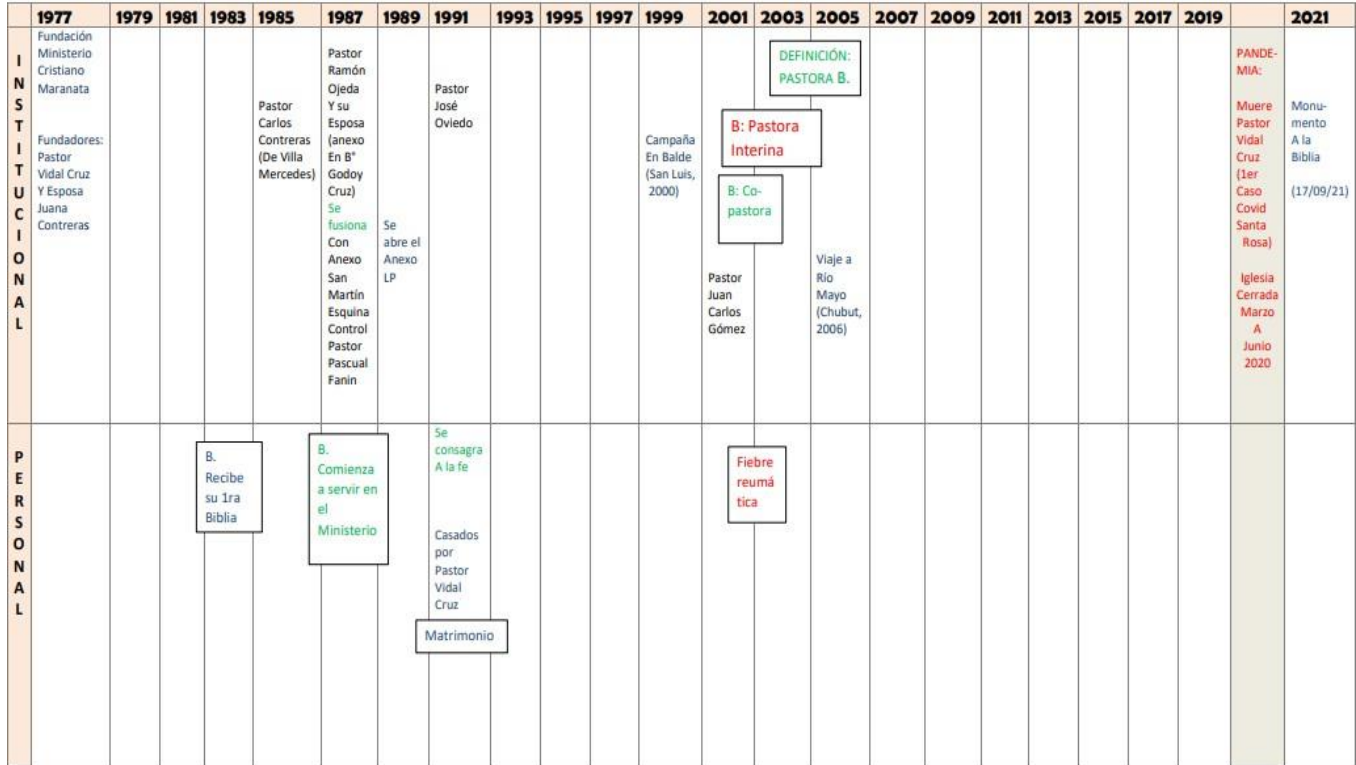 1977 1979 1981 1983 1985 1987 1989 1991 1993 1995 1997 1999 2001 2003 2005 2007 2009 2011 2013 2015 2017 2019 2021
I
N
S
T
I
T
U
C
I
O
N
A
L
Fundación
Ministerio
Cristiano
Maranata
Fundadores:
Pastor
Vidal Cruz
Y Esposa
Juana
Contreras
Pastor
Carlos
Contreras
(De Villa
Mercedes)
Pastor
Ramón
Ojeda
Y su
Esposa
(anexo
En B°
Godoy
Cruz)
Se
fusiona
Con
Anexo
San
Martín
Esquina
Control
Pastor
Pascual
Fanin
Se
abre el
Anexo
LP
Pastor
José
Oviedo
Campaña
En Balde
(San Luis,
2000)
DEFINICIÓN:
PASTORA B.
B: Pastora
Interina
B: Co-
pastora
Pastor
Juan
Carlos
Gómez
Viaje a
Río
Mayo
(Chubut,
2006)
PANDE-
MIA:
Muere
Pastor
Vidal
Cruz
(1er
Caso
Covid
Santa
Rosa)
Iglesia
Cerrada
Marzo
A
Junio
2020
Monu-
mento
A la
Biblia
(17/09/21)
P
E
R
S
O
N
A
L
B.
Recibe
su 1ra
Biblia
B.
Comienza
a servir en
el
Ministerio
Se
consagra
A la fe
Casados
por
Pastor
Vidal
Cruz
Matrimonio
Fiebre
reumá
tica